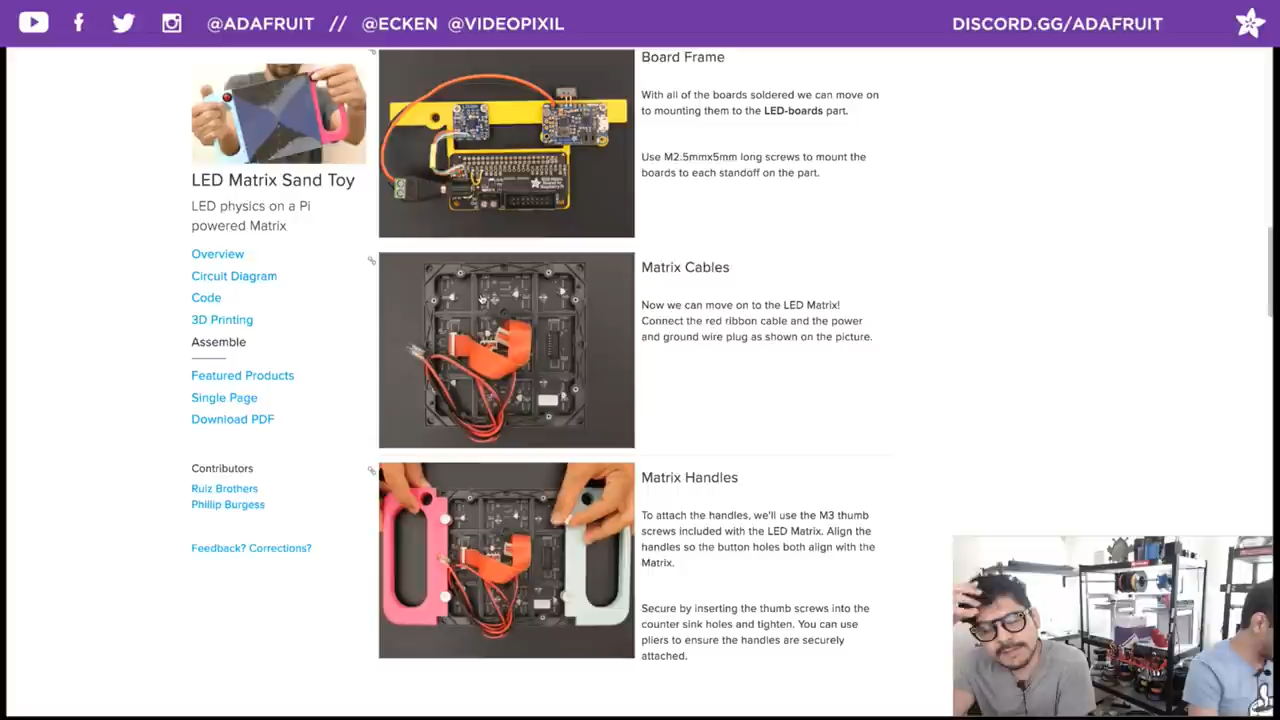 @ADAFRUIT // @ECKEN @VIDEOPIXIL
DISCORD.GG/ADAFRUIT
LED Matrix Sand Toy
LED physics on a Pi
powered Matrix
Overview
Circuit Diagram
Code
3D Printing
Assemble
Featured Products
Single Page
Download PDF
Contributors
Ruiz Brothers
Phillip Burgess
Feedback? Corrections?
Board Frame
With all of the boards soldered we can move on
to mounting them to the LED-boards part.
Use M2.5mmx5mm long screws to mount the
boards to each standoff on the part.
Matrix Cables
Now we can move on to the LED Matrix!
Connect the red ribbon cable and the power
and ground wire plug as shown on the picture.
Matrix Handles
To attach the handles, we'll use the M3 thumb
screws included with the LED Matrix. Align the
handles so the button holes both align with the
Matrix.
Secure by inserting the thumb screws into the
counter sink holes and tighten. You can use
pliers to ensure the handles are securely
attached.